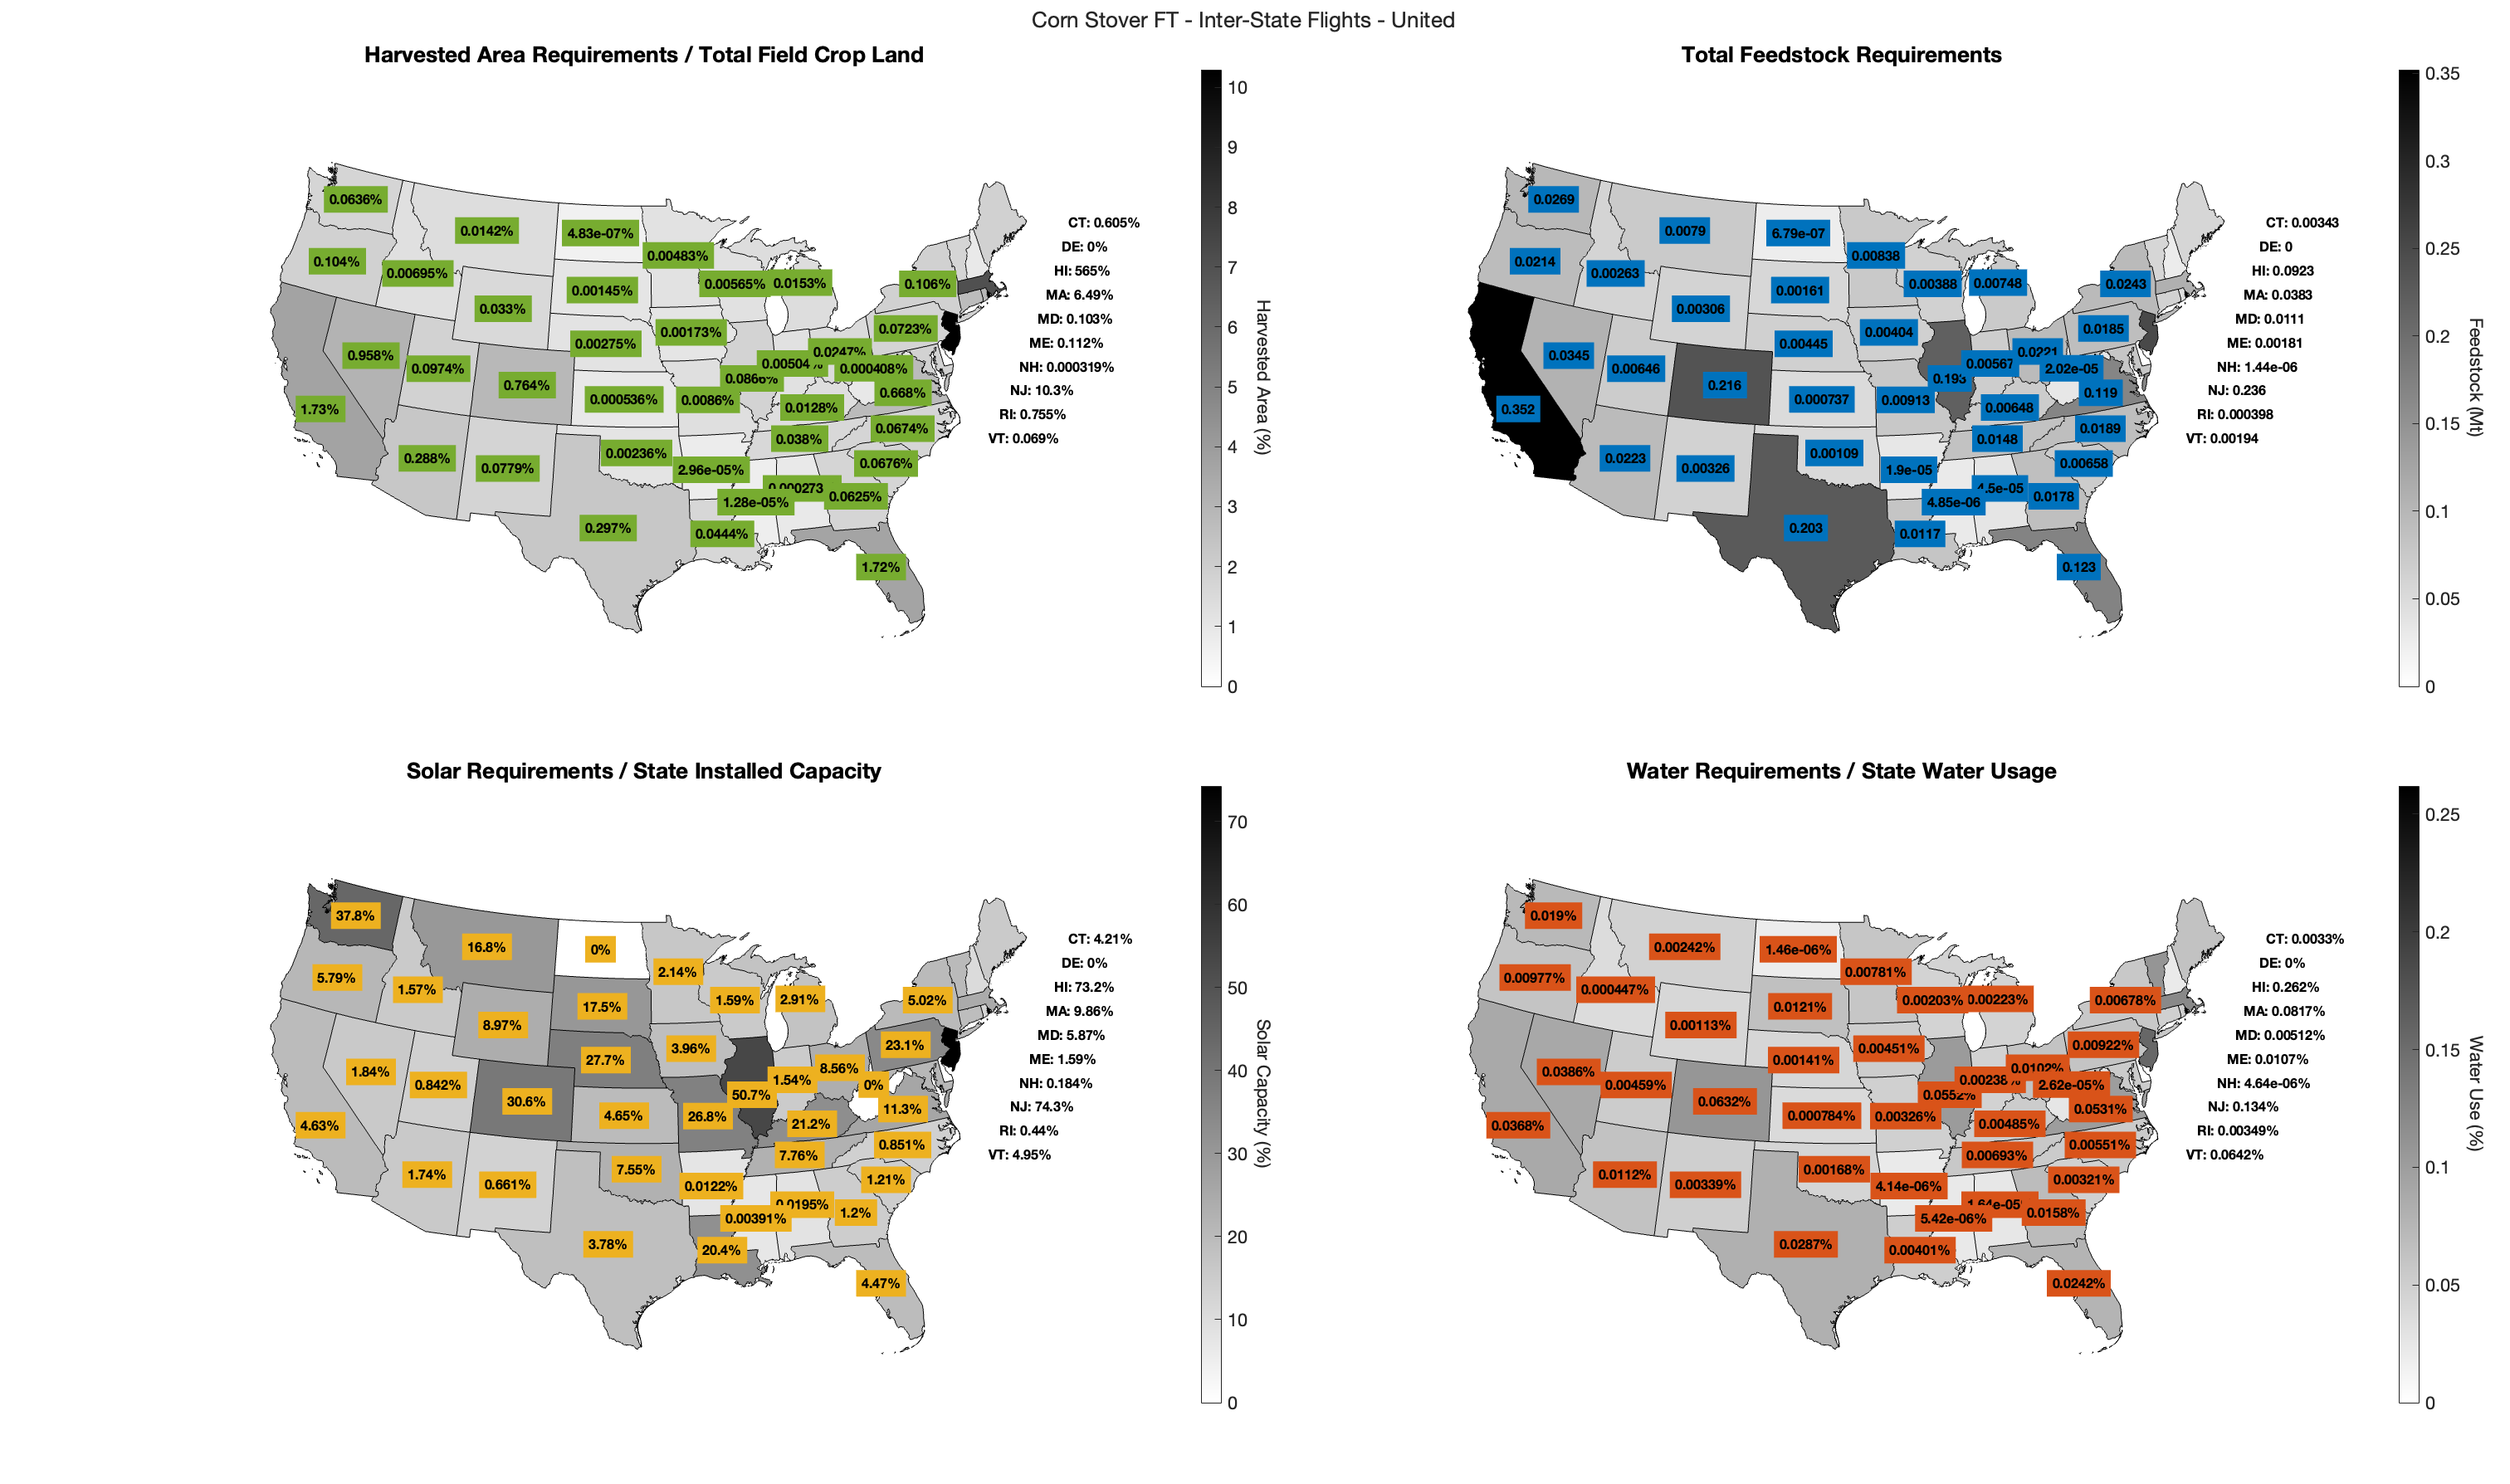 Corn Stover FT - Inter-State Flights - United
Harvested Area Requirements / Total Field Crop Land
0.0636%
0.0142%
4.83e-07%
0.00483%
0.104%
0.00695%
0.00145%
0.00565%
0.0153%
0.106%
0.033%
0.00275%
0.00173%
0.0723%
0.958%
0.0974%
0.0247%
0.00504
0.000408%
0.764%
0.0866%
0.668%
1.73%
0.000536%
0.0086%
0.0128%
0.0674%
0.038%
0.288%
0.0779%
0.00236%
2.96e-05%
0.0676%
0.000273
0.0625%
1.28e-05%
0.297%
0.0444%
1.72%
CT: 0.605%
DE: 0%
HI: 565%
MA: 6.49%
MD: 0.103%
ME: 0.112%
NH: 0.000319%
NJ: 10.3%
RI: 0.755%
VT: 0.069%
10
9
8
7
6
5
4
3
2
1
0
Harvested Area (%)
Total Feedstock Requirements
0.0269
0.0079
6.79e-07
0.00838
0.0214
0.00263
0.00161
0.00388
0.00748
0.0243
0.00306
0.00445
0.00404
0.0185
0.0345
0.00646
0.0221
0.00567
2.02e-05
0.216
0.193
0.119
0.352
0.000737
0.00913
0.00648
0.0189
0.0148
0.0223
0.00326
0.00109
1.9e-05
0.00658
4.5e-05
0.0178
4.85e-06
0.203
0.0117
0.123
CT: 0.00343
DE: 0
HI: 0.0923
MA: 0.0383
MD: 0.0111
ME: 0.00181
NH: 1.44e-06
NJ: 0.236
RI: 0.000398
VT: 0.00194
0.35
0.3
0.25
0.2
0.15
0.1
0.05
0
Feedstock (Mt)
Solar Requirements / State Installed Capacity
37.8%
16.8%
0%
2.14%
5.79%
1.57%
17.5%
1.59%
2.91%
5.02%
8.97%
27.7%
3.96%
23.1%
1.84%
0.842%
8.56%
1.54%
0%
30.6%
50.7%
11.3%
4.63%
4.65%
26.8%
21.2%
0.851%
7.76%
1.74%
0.661%
7.55%
0.0122%
1.21%
0.0195%
1.2%
0.00391%
3.78%
20.4%
4.47%
CT: 4.21%
DE: 0%
HI: 73.2%
MA: 9.86%
MD: 5.87%
ME: 1.59%
NH: 0.184%
NJ: 74.3%
RI: 0.44%
VT: 4.95%
70
60
50
40
30
20
10
0
Solar Capacity (%)
Water Requirements / State Water Usage
0.019%
0.00242%
1.46e-06%
0.00781%
0.00977%
0.000447%
0.0121%
0.00203%
0.00223%
0.00678%
0.00113%
0.00141%
0.00451%
0.00922%
0.0386%
0.00459%
0.0102%
0.00238%
2.62e-05%
0.0632%
0.0552%
0.0531%
0.0368%
0.000784%
0.00326%
0.00485%
0.00551%
0.00693%
0.0112%
0.00339%
0.00168%
4.14e-06%
0.00321%
1.64e-05
0.0158%
5.42e-06%
0.0287%
0.00401%
0.0242%
CT: 0.0033%
DE: 0%
HI: 0.262%
MA: 0.0817%
MD: 0.00512%
ME: 0.0107%
NH: 4.64e-06%
NJ: 0.134%
RI: 0.00349%
VT: 0.0642%
0.25
0.2
0.15
0.1
0.05
0
Water Use (%)